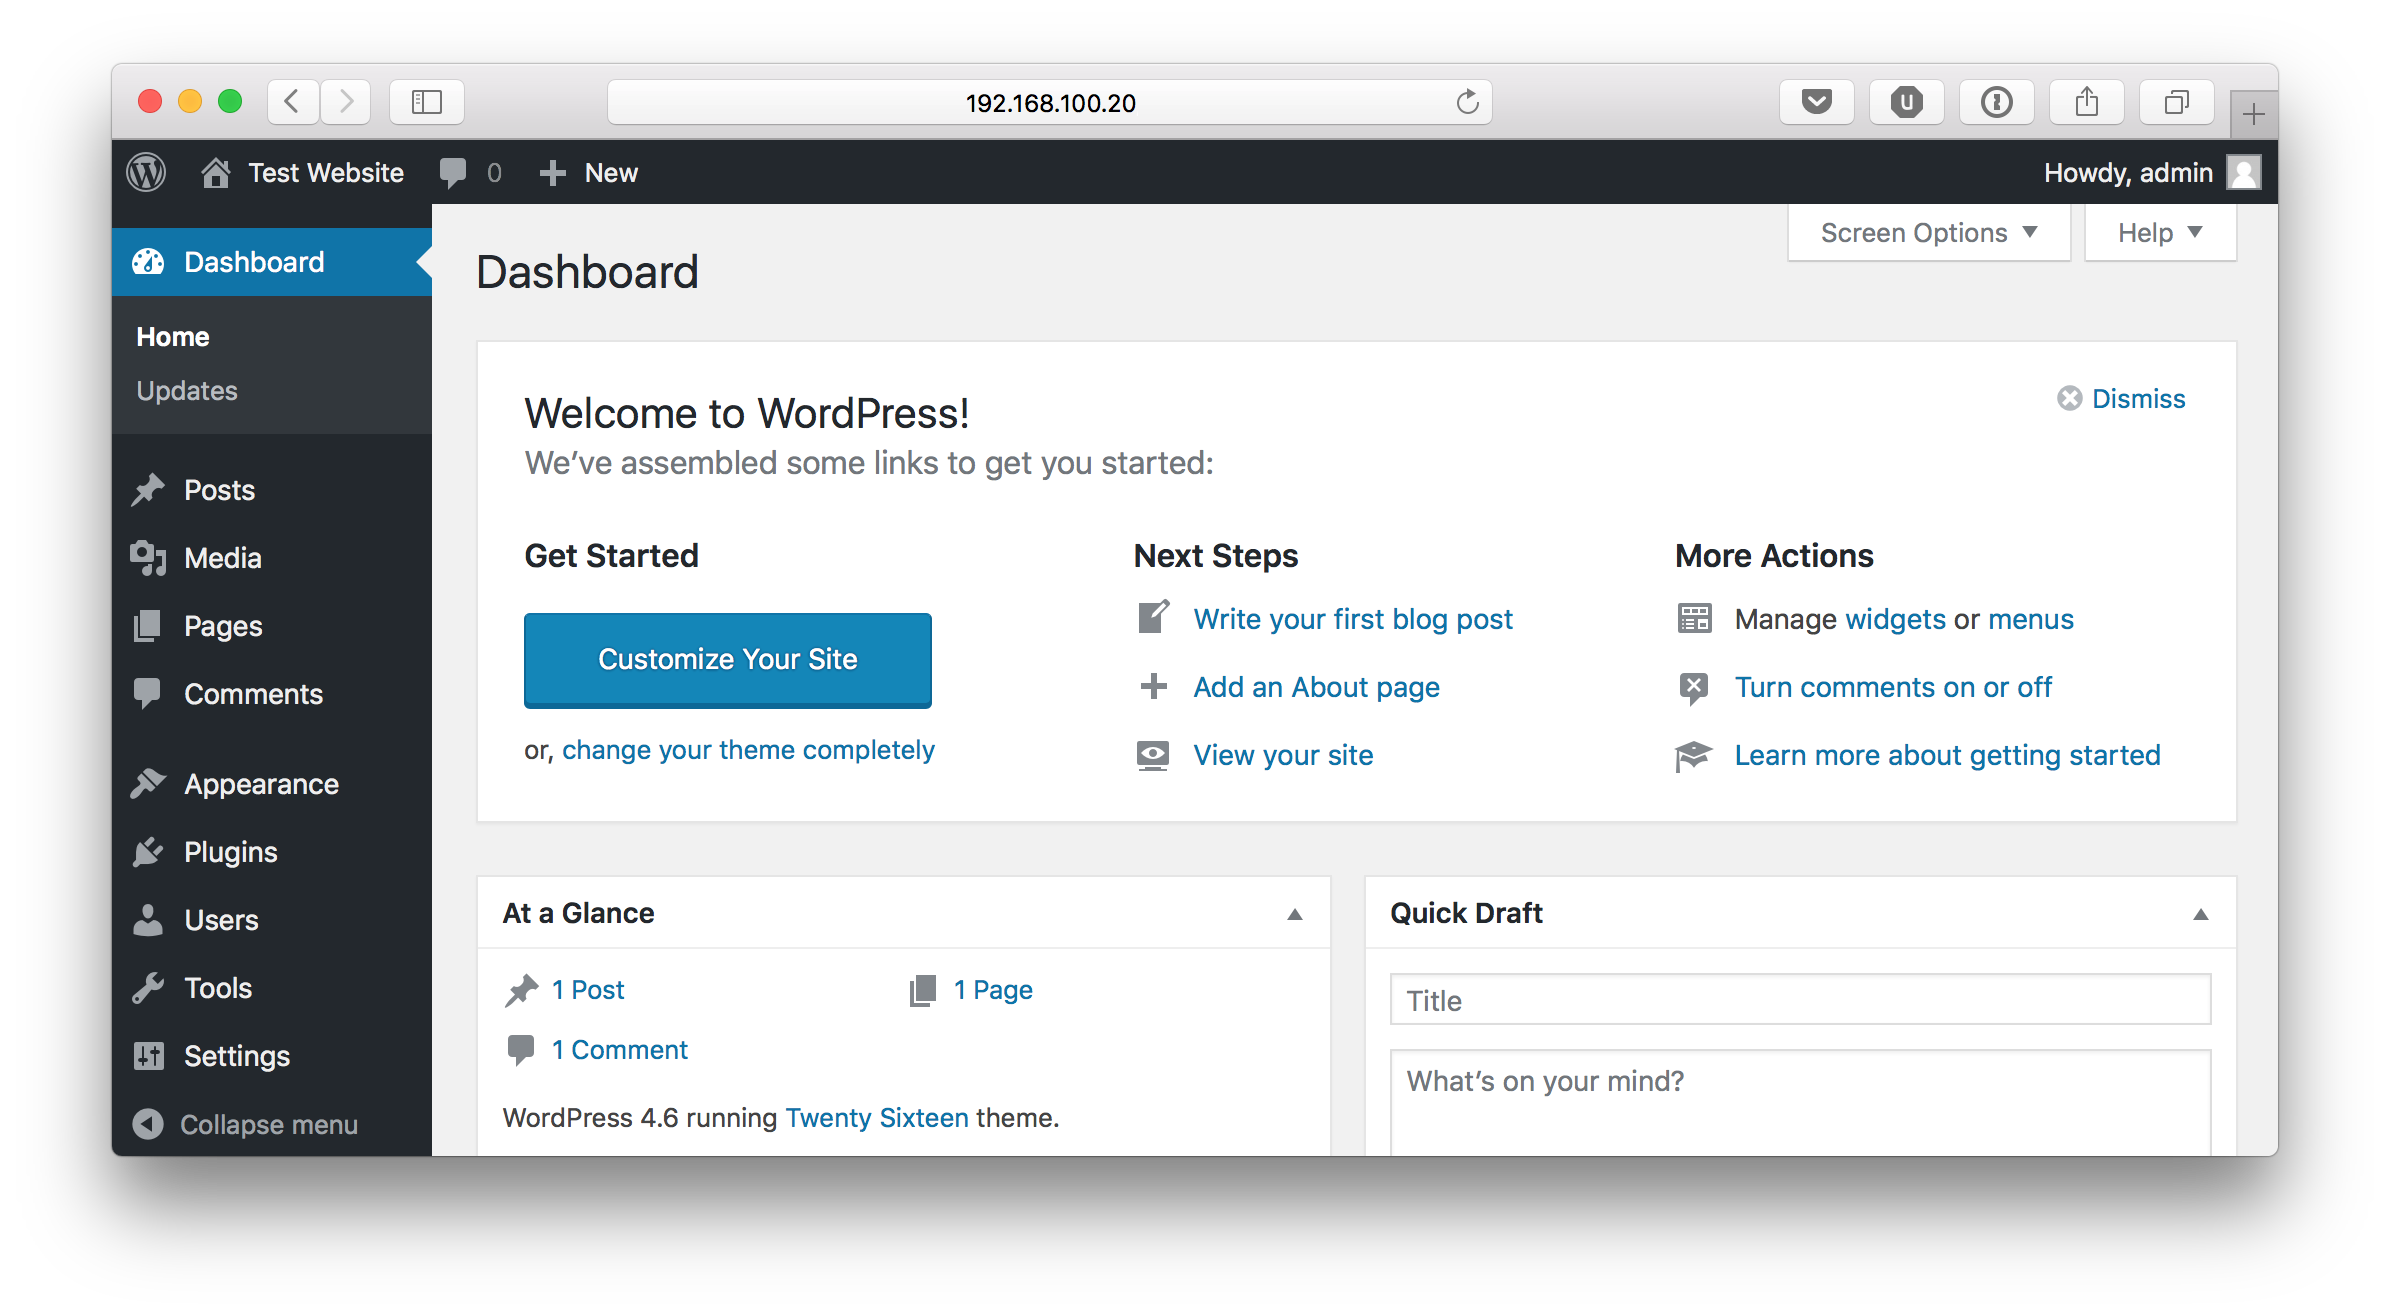 192.168.100.20
Test Website 0 New Howdy, admin
Screen Options Help
Dashboard
Home
Updates
Posts
Media
Pages
Comments
Appearance
Plugins
Users
Tools
Settings
Collapse menu
Dashboard
Welcome to WordPress!
Dismiss
We’ve assembled some links to get you started:
Get Started
Customize Your Site
or, change your theme completely
Next Steps
Write your first blog post
Add an About page
View your site
More Actions
Manage widgets or menus
Turn comments on or off
Learn more about getting started
At a Glance
1 Post
1 Page
1 Comment
WordPress 4.6 running Twenty Sixteen theme.
Quick Draft
Title
What’s on your mind?